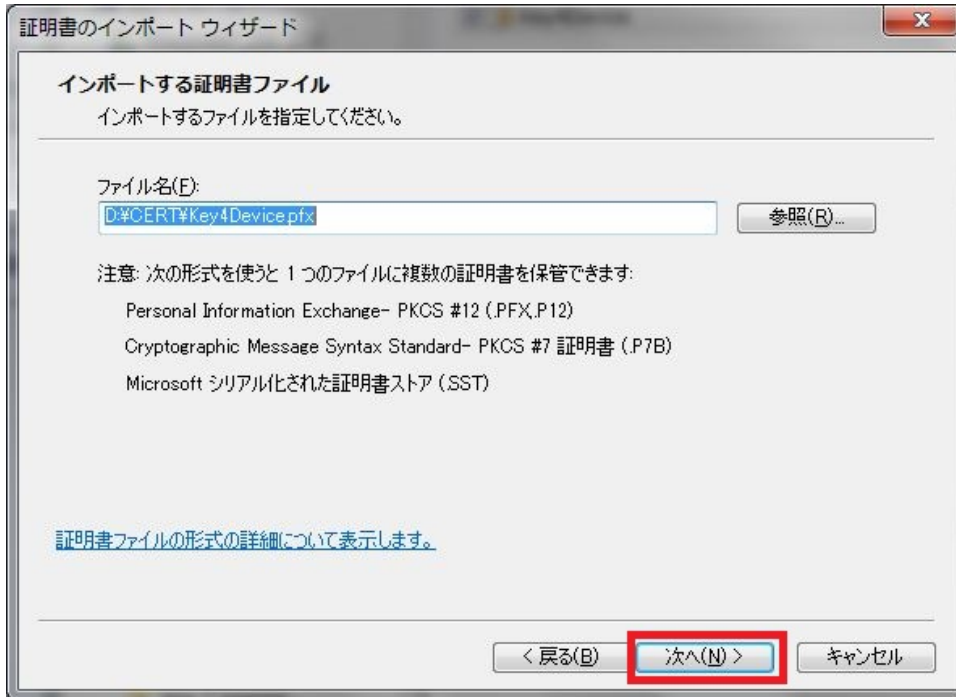 証明書のインポート ウィザード
インポートする証明書ファイル
インポートするファイルを指定してください。
ファイル名(F):
D:¥CERT¥Key4Device.pfx
参照(R)...
注意: 次の形式を使うと 1 つのファイルに複数の証明書を保管できます:
Personal Information Exchange- PKCS #12 (.PFX,.P12)
Cryptographic Message Syntax Standard- PKCS #7 証明書 (.P7B)
Microsoft シリアル化された証明書ストア (.SST)
証明書ファイルの形式の詳細について表示します。
< 戻る(B) 次へ(N) > キャンセル